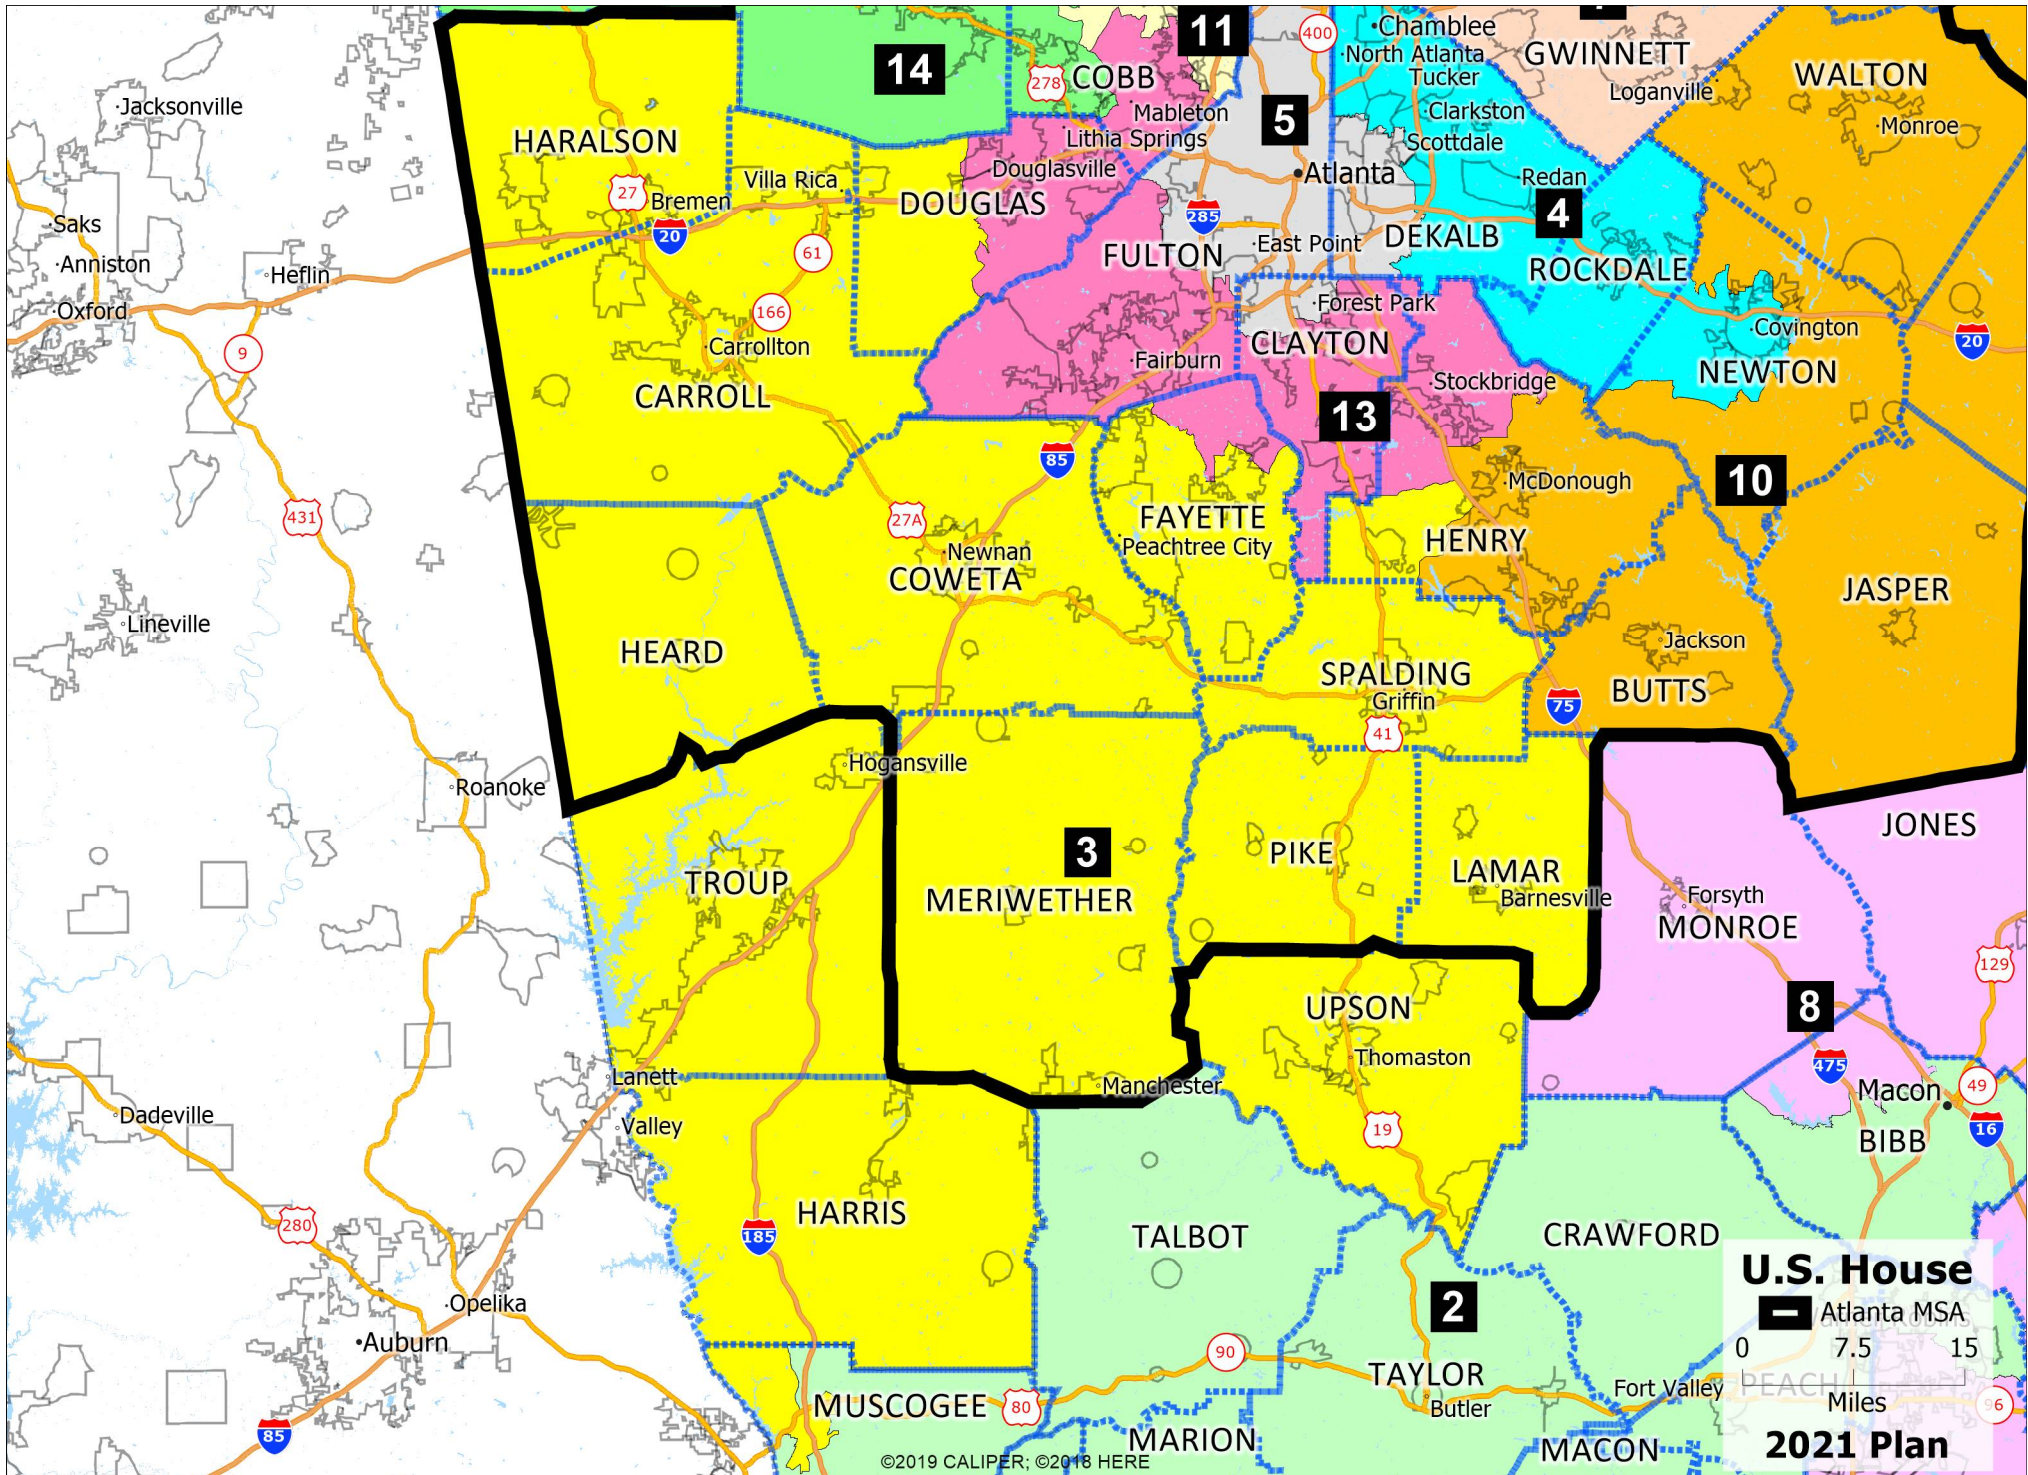 11
400
Chamblee
North Atlanta
Tucker
GWINNETT
WALTON
14
278
COBB
Loganville
Jacksonville
Mableton
5
Clarkston
Monroe
HARALSON
Lithia Springs
Scottdale
Douglasville
Atlanta
Redan
Villa Rica
27
Bremen
DOUGLAS
4
Saks
20
285
FULTON
East Point
DEKALB
61
Anniston
Heflin
ROCKDALE
Oxford
166
Forest Park
Covington
20
9
Carrollton
Fairburn
CLAYTON
NEWTON
CARROLL
Stockbridge
13
85
McDonough
10
431
27A
FAYETTE
Peachtree City
HENRY
Newnan
COWETA
JASPER
Lineville
HEARD
Jackson
SPALDING
Griffin
BUTTS
75
41
Hogansville
Roanoke
JONES
3
PIKE
TROUP
LAMAR
Barnesville
MERIWETHER
Forsyth
MONROE
129
UPSON
8
Thomaston
475
Lanett
Manchester
Macon
49
Dadeville
Valley
19
16
BIBB
280
HARRIS
185
TALBOT
CRAWFORD
Opelika
2
Auburn
90
TAYLOR
Butler
Fort Valley
PEACH
MUSCOGEE
80
96
85
MARION
MACON
U.S. House
Atlanta MSA
0 7.5 15
Miles
2021 Plan
©2019 CALIPER; ©2018 HERE